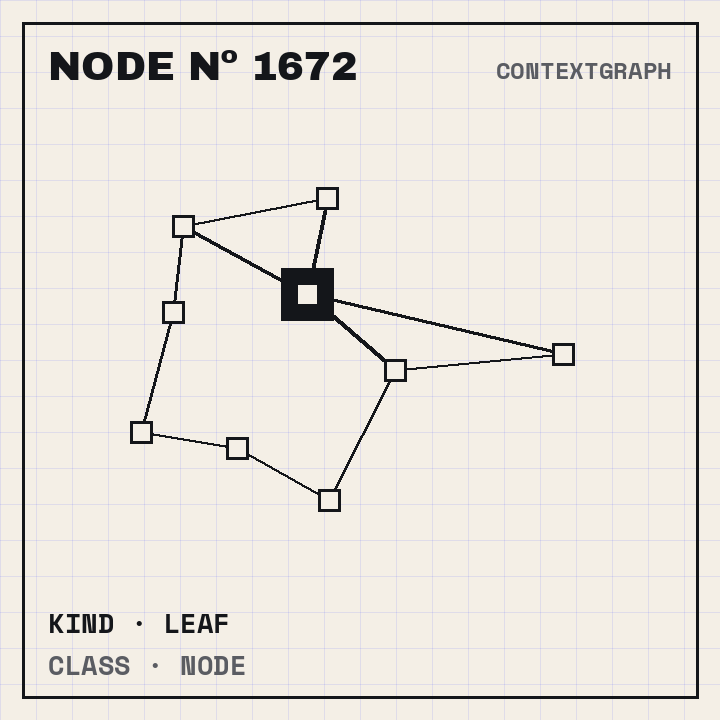 NODE Nº 1672
CONTEXTGRAPH
KIND · LEAF
CLASS · NODE